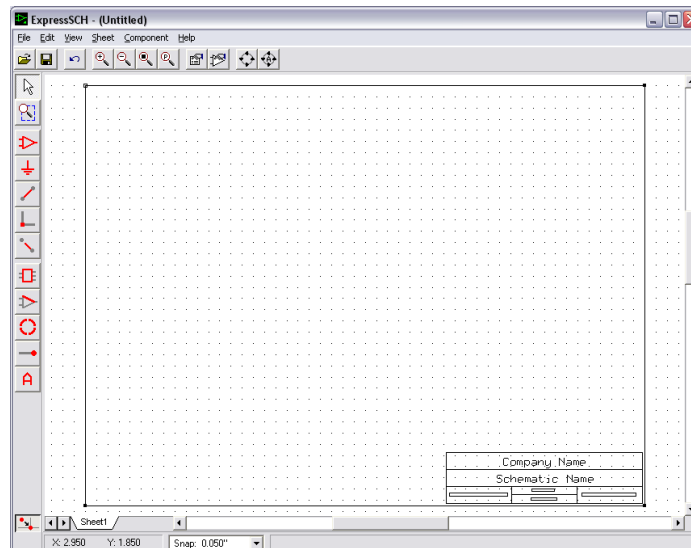 ExpressSCH - (Untitled)
File Edit View Sheet Component Help
P
A
A
Company Name
Schematic Name
Sheet1
X: 2.950 Y: 1.850 Snap: 0.050"